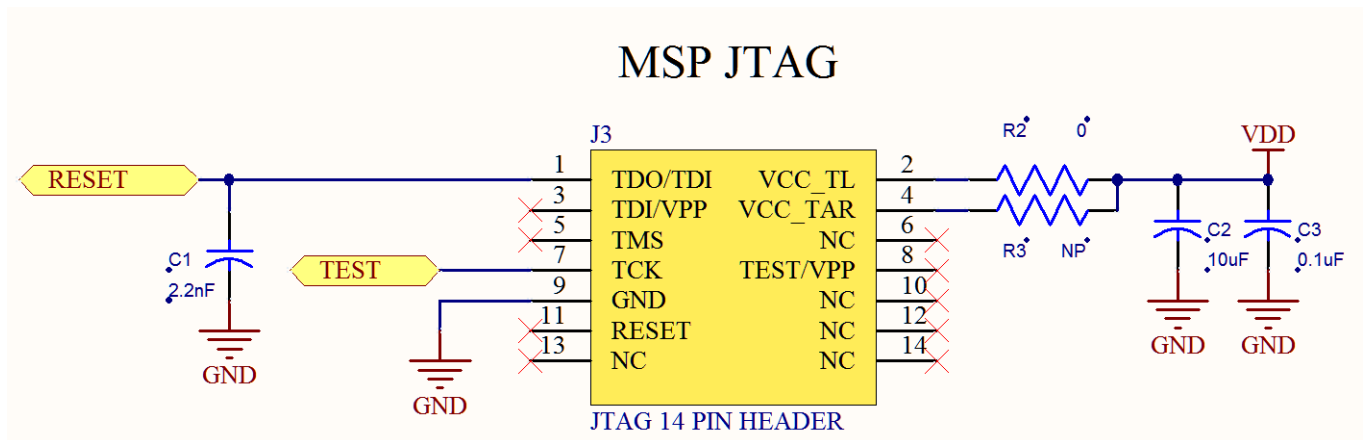 MSP JTAG
J3
R2 0
VDD
RESET
1 TDO/TDI VCC_TL 2
3 TDI/VPP VCC_TAR 4
5 TMS NC 6
R3 NP
C1
2.2nF
TEST
7 TCK TEST/VPP 8
C2
10uF
C3
0.1uF
9 GND NC 10
11 RESET NC 12
13 NC NC 14
GND
GND
GND
GND
JTAG 14 PIN HEADER